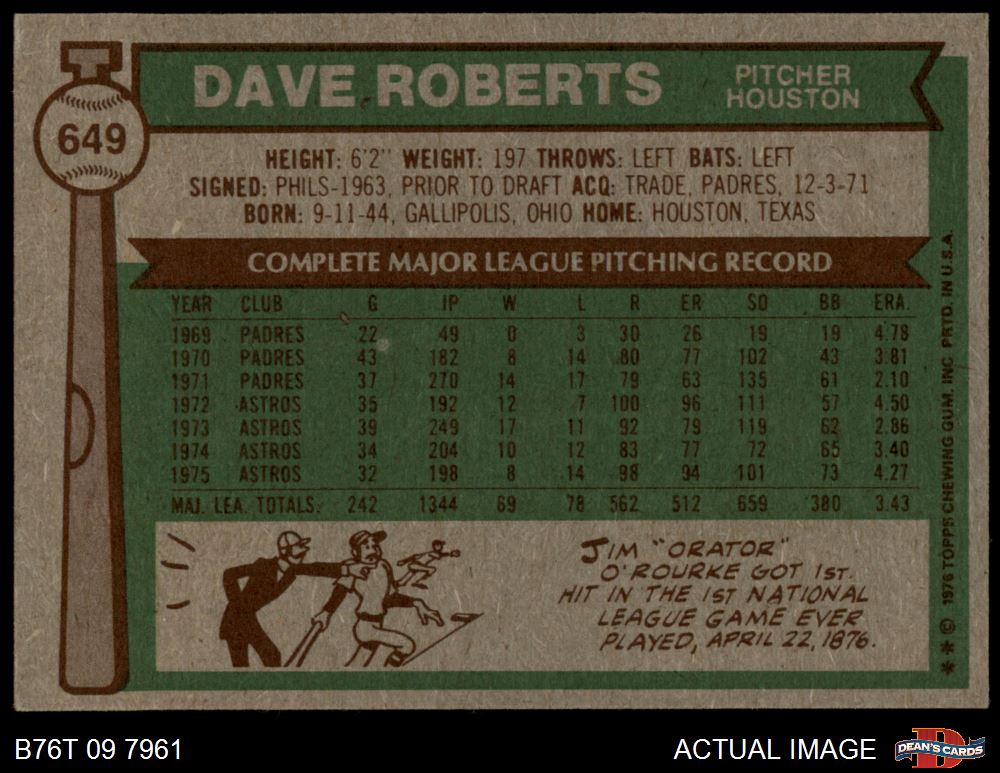 DAVE ROBERTS
PITCHER
HOUSTON
649
HEIGHT: 6'2" WEIGHT: 197 THROWS: LEFT BATS: LEFT
SIGNED: PHILS-1963, PRIOR TO DRAFT ACQ: TRADE, PADRES, 12-3-71
BORN: 9-11-44, GALLIPOLIS, OHIO HOME: HOUSTON, TEXAS
COMPLETE MAJOR LEAGUE PITCHING RECORD
YEAR CLUB G IP W L R ER SO BB ERA.
1969 PADRES 22 49 0 3 30 26 19 19 4.78
1970 PADRES 43 182 8 14 80 77 102 43 3.81
1971 PADRES 37 270 14 17 79 63 135 61 2.10
1972 ASTROS 35 192 12 7 100 96 111 57 4.50
1973 ASTROS 39 249 17 11 92 79 119 62 2.86
1974 ASTROS 34 204 10 12 83 77 72 65 3.40
1975 ASTROS 32 198 8 14 98 94 101 73 4.27
MAJ. LEA. TOTALS. 242 1344 69 78 562 512 659 380 3.43
JIM "ORATOR"
O'ROURKE GOT 1ST.
HIT IN THE 1ST NATIONAL
LEAGUE GAME EVER
PLAYED, APRIL 22, 1876.
** © 1976 TOPPS CHEWING GUM, INC. PRTD. IN U.S.A.
B76T 09 7961
ACTUAL IMAGE
D
DEAN'S CARDS